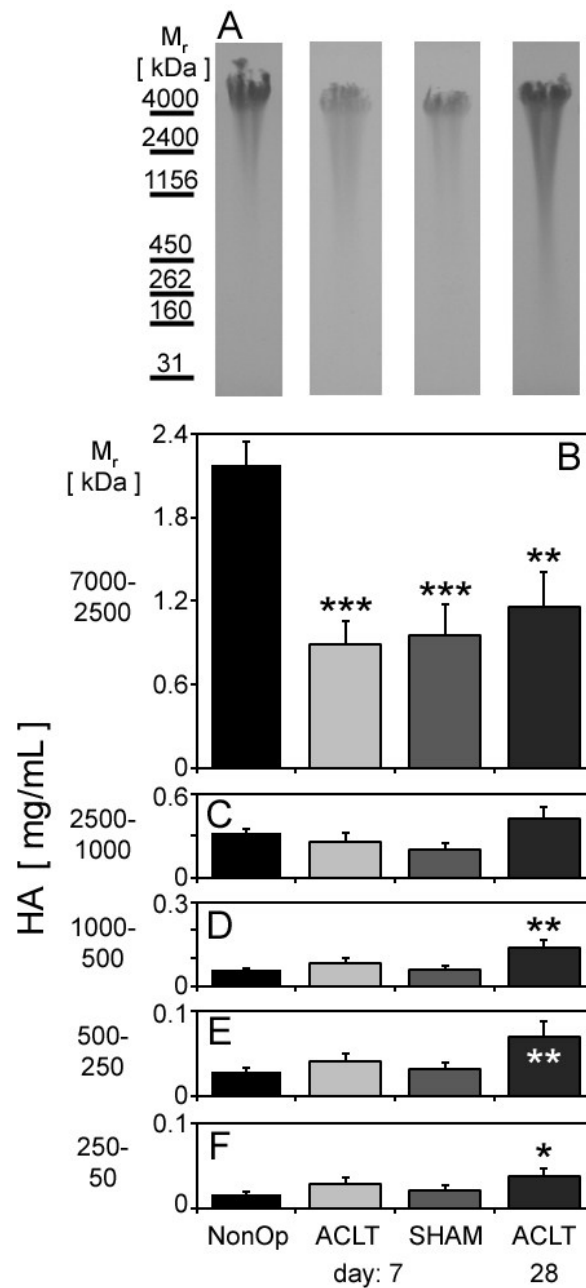 A
Mr
[ kDa ]
4000
2400
1156
450
262
160
31
HA [ mg/mL ]
Mr
[ kDa ]
B
2.4
1.8
1.2
0.6
0
7000-
2500
***
***
**
C
0.6
0
2500-
1000
D
0.3
0
1000-
500
**
E
0.1
0
500-
250
**
F
0.1
0
250-
50
*
NonOp ACLT SHAM ACLT
day: 7 28